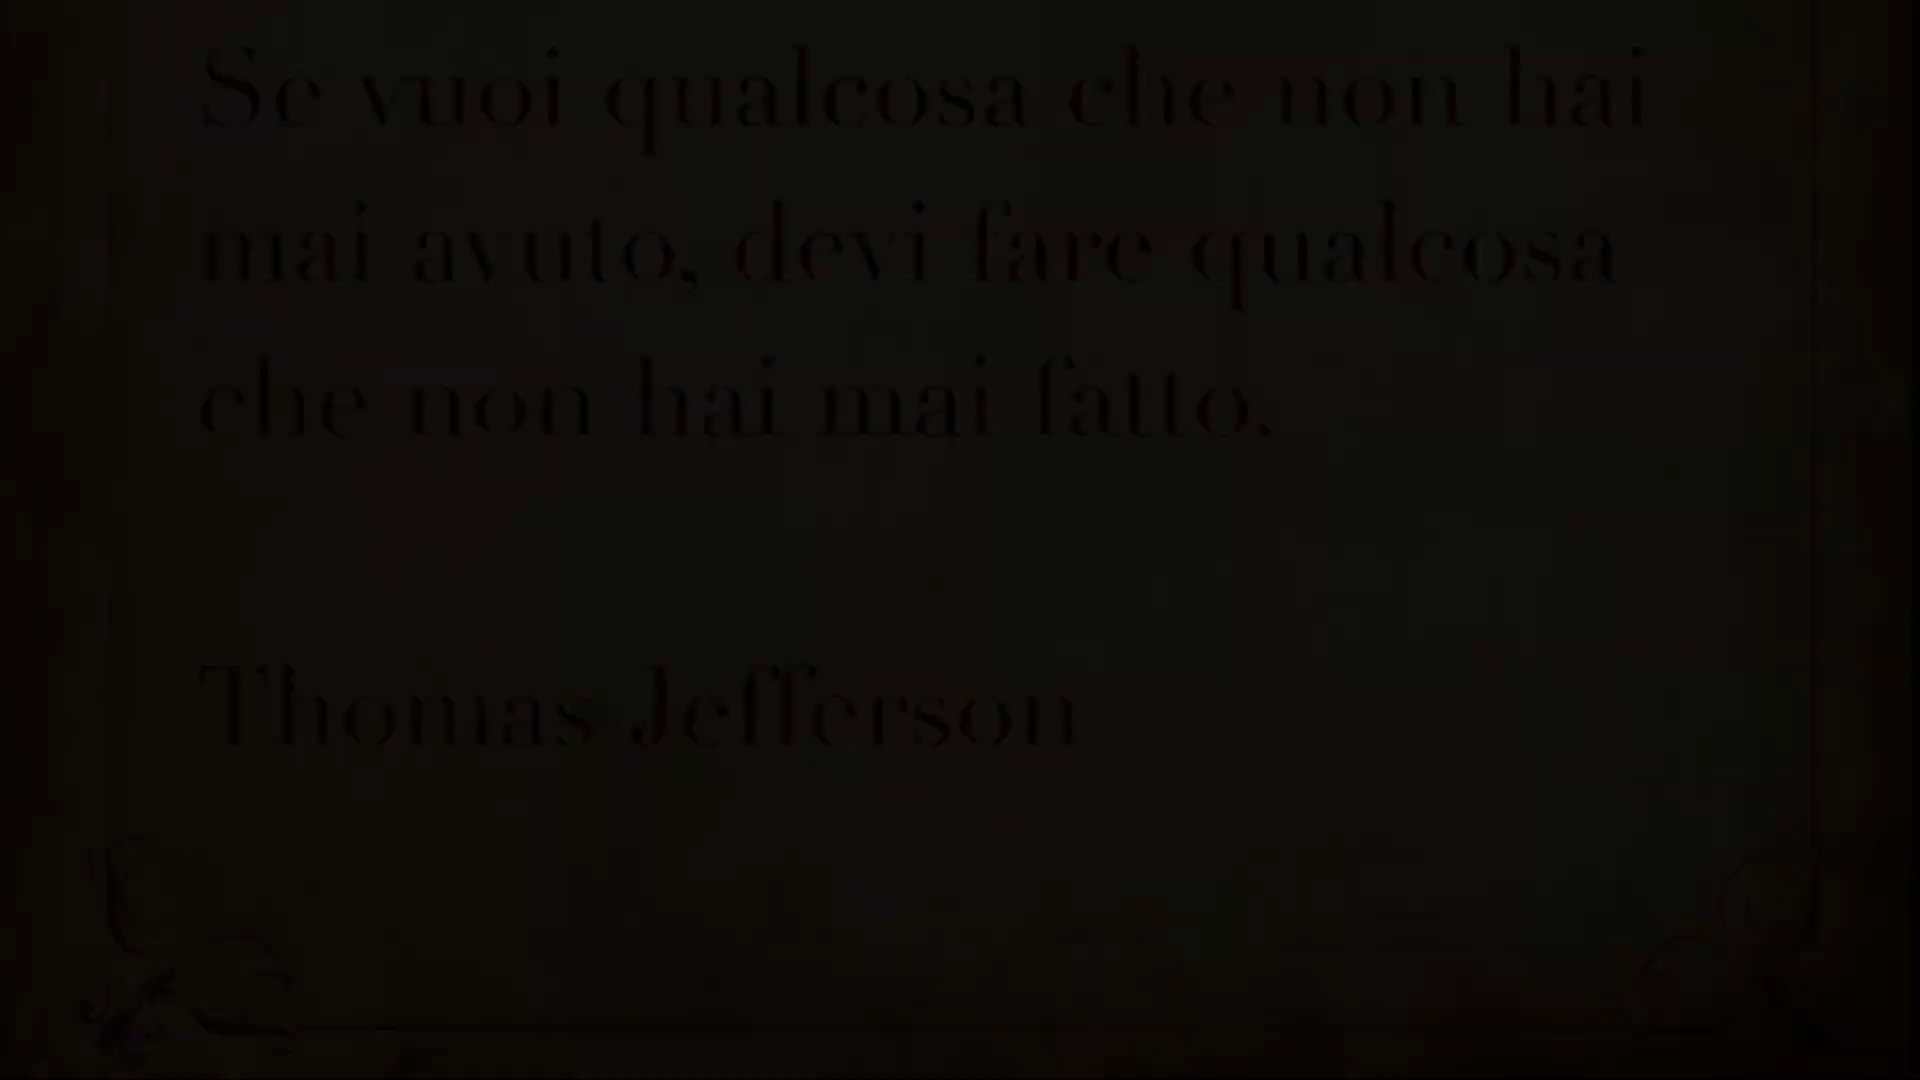 Se vuoi qualcosa che non hai
mai avuto, devi fare qualcosa
che non hai mai fatto.
Thomas Jefferson